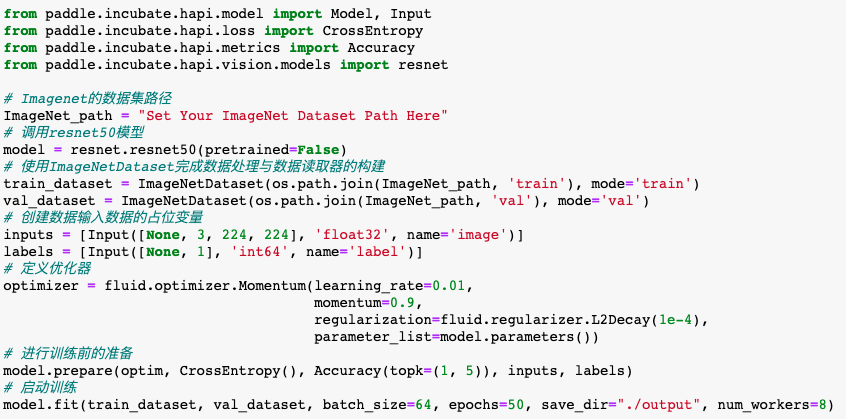 from paddle.incubate.hapi.model import Model, Input
from paddle.incubate.hapi.loss import CrossEntropy
from paddle.incubate.hapi.metrics import Accuracy
from paddle.incubate.hapi.vision.models import resnet

# Imagenet的数据集路径
ImageNet_path = "Set Your ImageNet Dataset Path Here"
# 调用resnet50模型
model = resnet.resnet50(pretrained=False)
# 使用ImageNetDataset完成数据处理与数据读取器的构建
train_dataset = ImageNetDataset(os.path.join(ImageNet_path, 'train'), mode='train')
val_dataset = ImageNetDataset(os.path.join(ImageNet_path, 'val'), mode='val')
# 创建数据输入数据的占位变量
inputs = [Input([None, 3, 224, 224], 'float32', name='image')]
labels = [Input([None, 1], 'int64', name='label')]
# 定义优化器
optimizer = fluid.optimizer.Momentum(learning_rate=0.01,
                                     momentum=0.9,
                                     regularization=fluid.regularizer.L2Decay(1e-4),
                                     parameter_list=model.parameters())
# 进行训练前的准备
model.prepare(optim, CrossEntropy(), Accuracy(topk=(1, 5)), inputs, labels)
# 启动训练
model.fit(train_dataset, val_dataset, batch_size=64, epochs=50, save_dir="./output", num_workers=8)